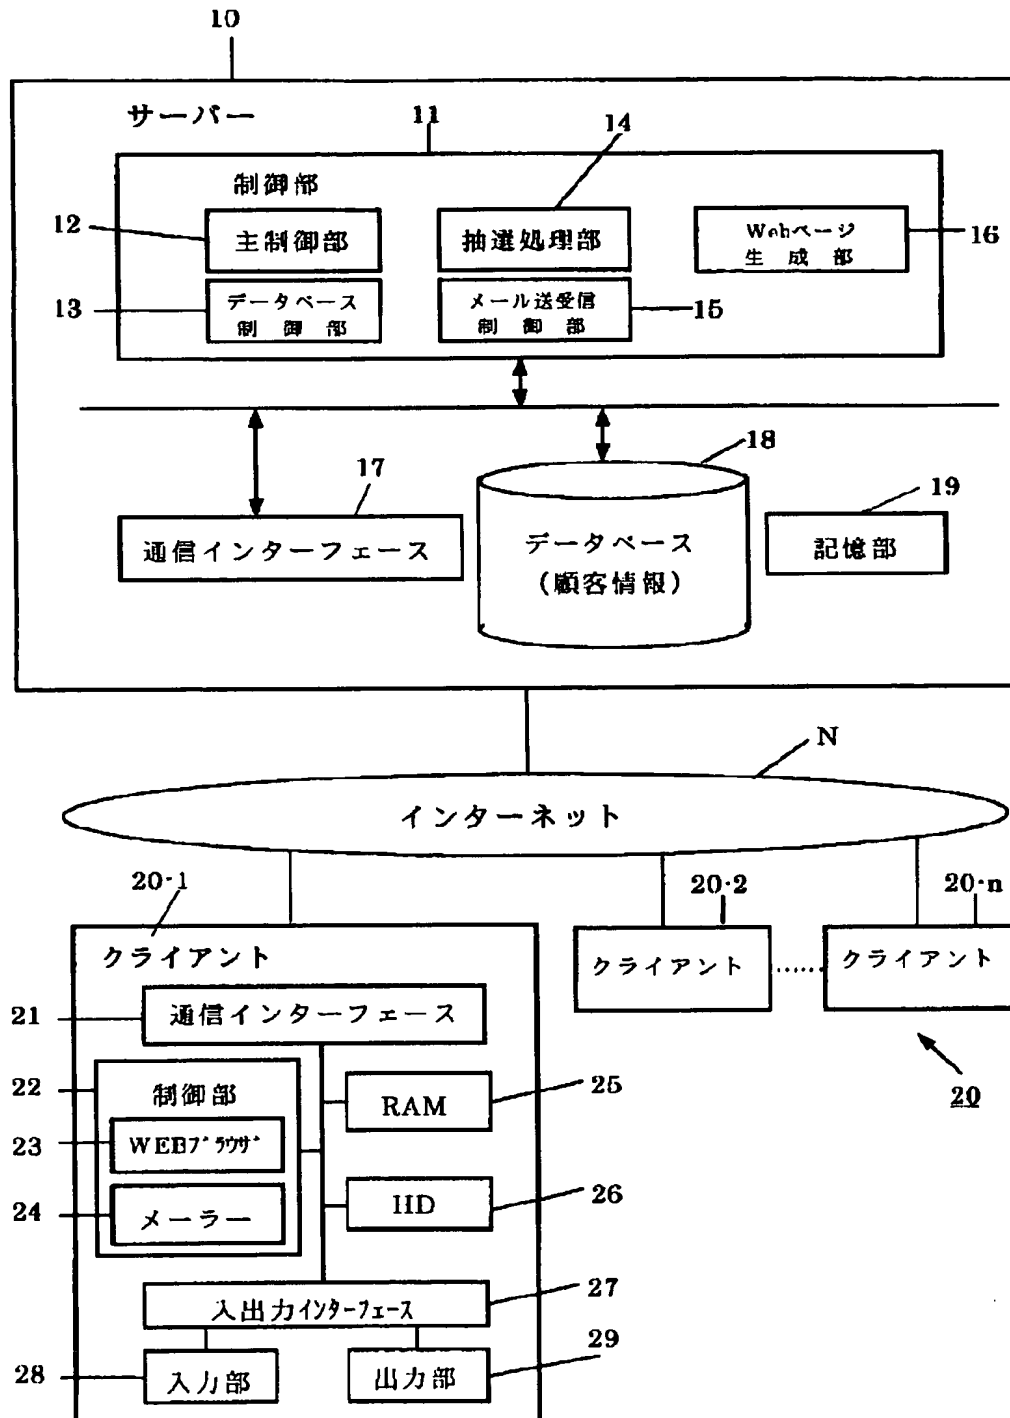 10
サーバー
11
14
制御部
12
主制御部
抽選処理部
Webページ
生成部
16
13
データベース
制御部
メール送受信
制御部
15
18
17
19
通信インターフェース
データベース
(顧客情報)
記憶部
N
インターネット
20・1
20・2
20・n
クライアント
クライアント
……
クライアント
21
通信インターフェース
22
制御部
RAM
25
20
23
WEBブラウザ
24
メーラー
HD
26
入出力インターフェース
27
28
入力部
出力部
29